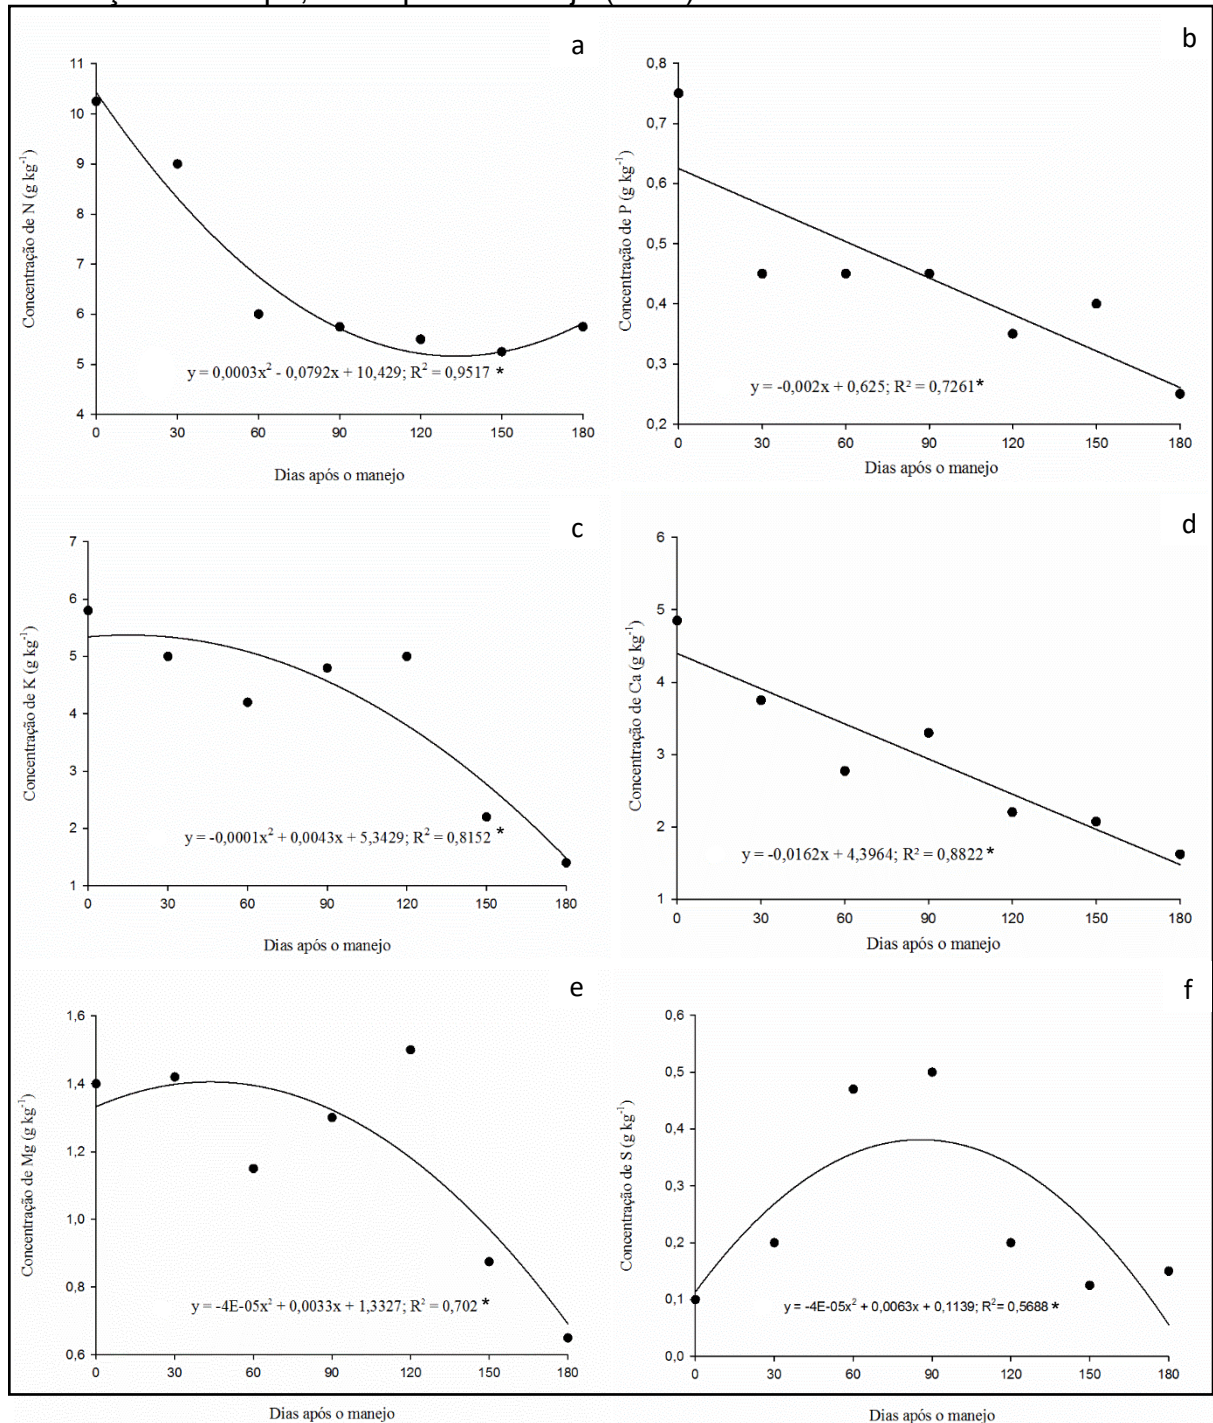 a
11
10
9
8
7
6
5
4
Concentração de N (g kg⁻¹)
y = 0,0003x² - 0,0792x + 10,429; R² = 0,9517 *
0 30 60 90 120 150 180
Dias após o manejo
b
0,8
0,7
0,6
0,5
0,4
0,3
0,2
Concentração de P (g kg⁻¹)
y = -0,002x + 0,625; R² = 0,7261*
0 30 60 90 120 150 180
Dias após o manejo
c
7
6
5
4
3
2
1
Concentração de K (g kg⁻¹)
y = -0,0001x² + 0,0043x + 5,3429; R² = 0,8152 *
0 30 60 90 120 150 180
Dias após o manejo
d
6
5
4
3
2
1
Concentração de Ca (g kg⁻¹)
y = -0,0162x + 4,3964; R² = 0,8822 *
0 30 60 90 120 150 180
Dias após o manejo
e
1,6
1,4
1,2
1,0
0,8
0,6
Concentração de Mg (g kg⁻¹)
y = -4E-05x² + 0,0033x + 1,3327; R² = 0,702 *
0 30 60 90 120 150 180
Dias após o manejo
f
0,6
0,5
0,4
0,3
0,2
0,1
0,0
Concentração de S (g kg⁻¹)
y = -4E-05x² + 0,0063x + 0,1139; R² = 0,5688 *
0 30 60 90 120 150 180
Dias após o manejo